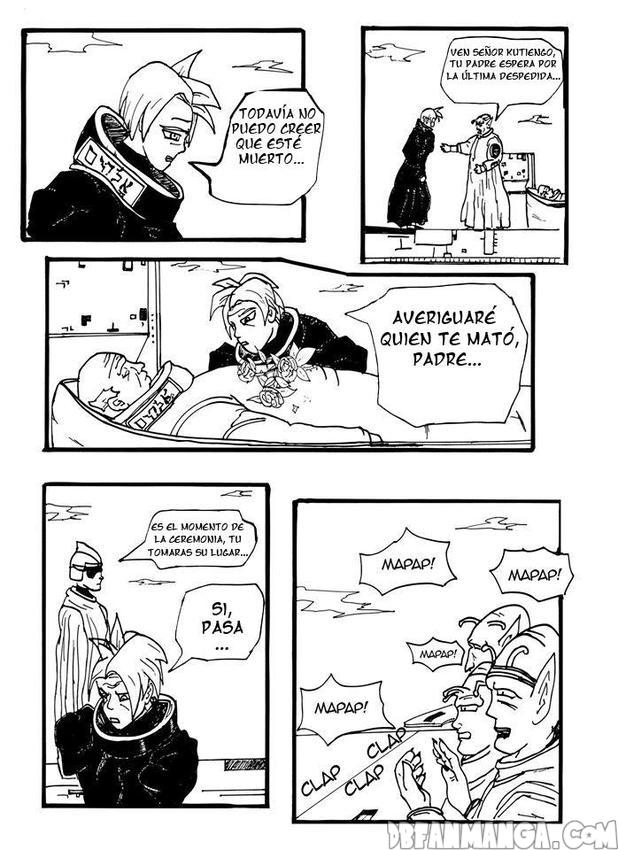 TODAVÍA NO
PUEDO CREER
QUE ESTÉ
MUERTO...
VEN SEÑOR KUTIENGO,
TU PADRE ESPERA POR
LA ÚLTIMA DESPEDIDA...
AVERIGUARÉ
QUIEN TE MATÓ,
PADRE...
ES EL MOMENTO DE
LA CEREMONIA, TU
TOMARAS SU LUGAR...
SI,
PASA
...
MAPAP!
MAPAP!
MAPAP!
MAPAP!
CLAP
CLAP
CLAP
CLAP
DBFANMANGA.COM